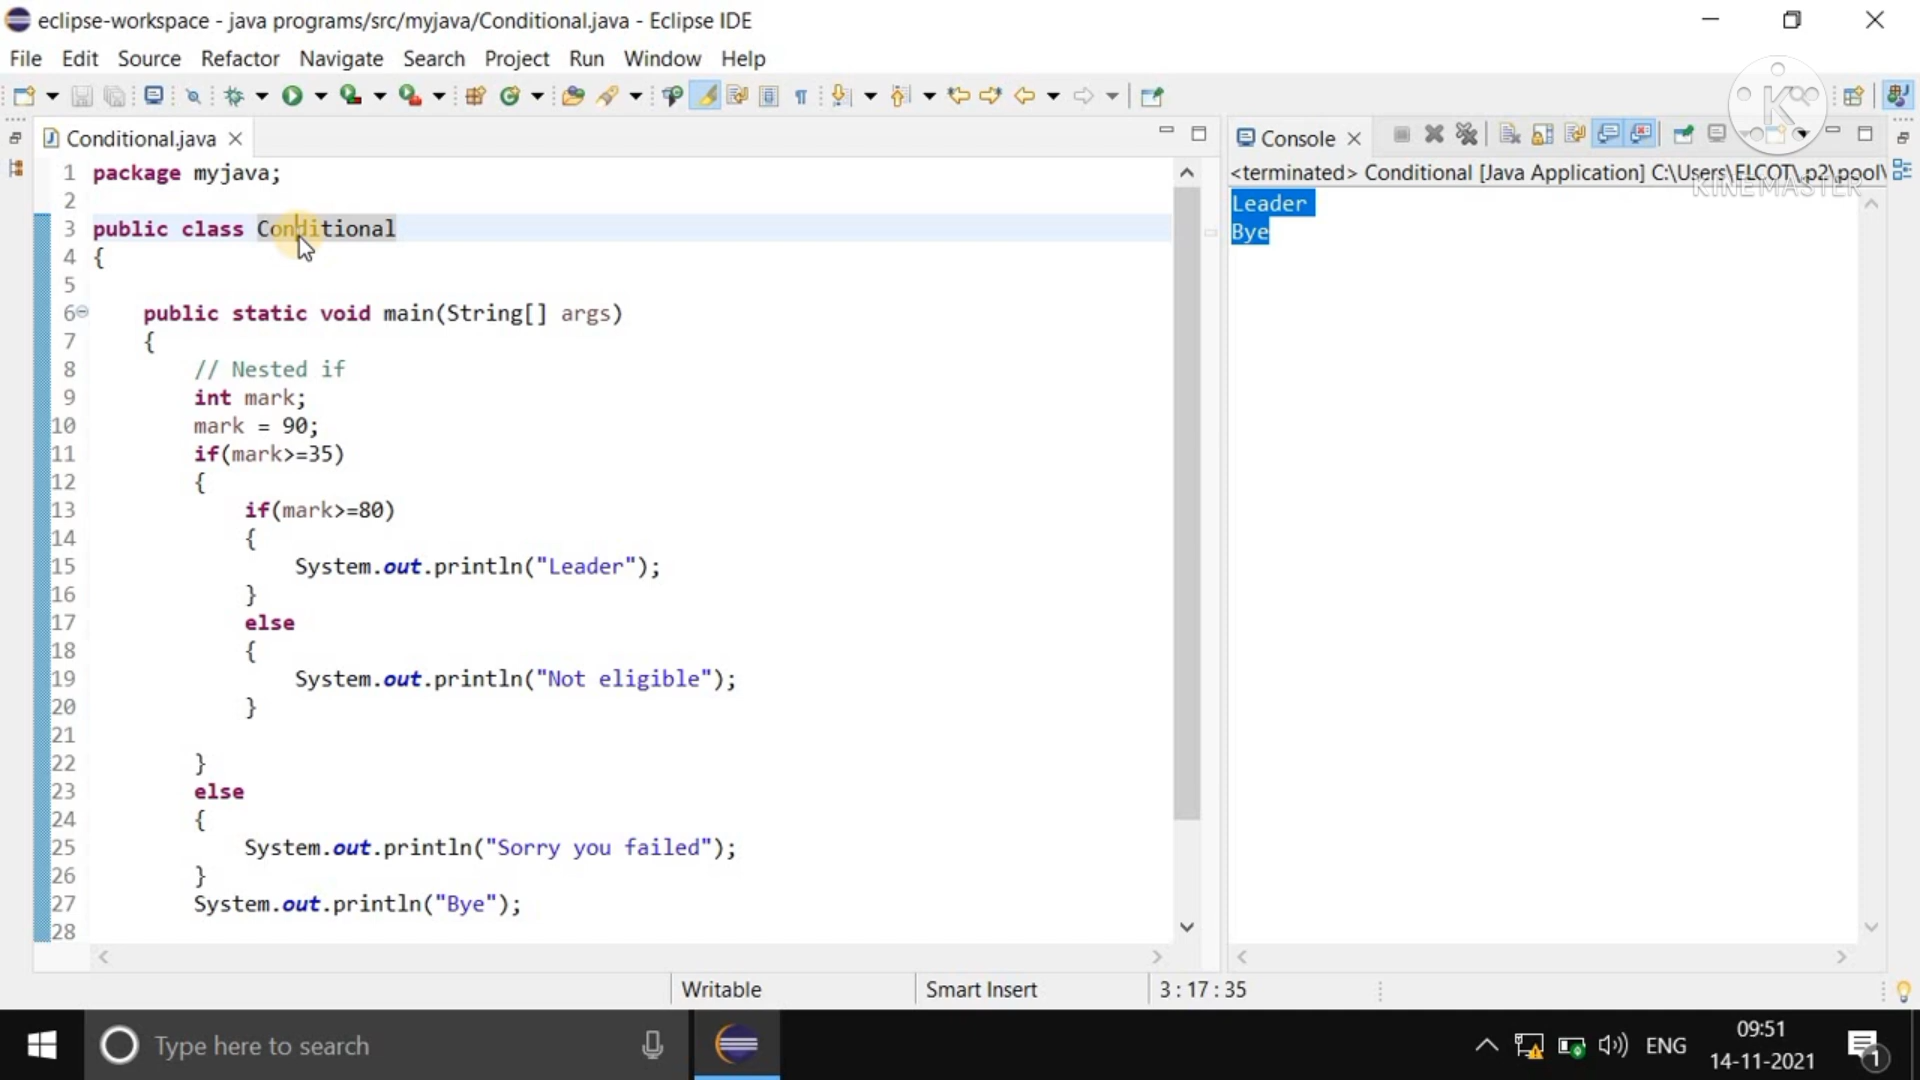 eclipse-workspace - java programs/src/myjava/Conditional.java - Eclipse IDE
File Edit Source Refactor Navigate Search Project Run Window Help
Conditional.java
1 package myjava;
2
3 public class Conditional
4 {
5
6 public static void main(String[] args)
7 {
8 // Nested if
9 int mark;
10 mark = 90;
11 if(mark>=35)
12 {
13 if(mark>=80)
14 {
15 System.out.println("Leader");
16 }
17 else
18 {
19 System.out.println("Not eligible");
20 }
21
22 }
23 else
24 {
25 System.out.println("Sorry you failed");
26 }
27 System.out.println("Bye");
28
Console
<terminated> Conditional [Java Application] C:\Users\ELCOT\.p2\pool\
KINEMASTER
Leader
Bye
Writable Smart Insert 3 : 17 : 35
Type here to search
ENG
09:51
14-11-2021
1